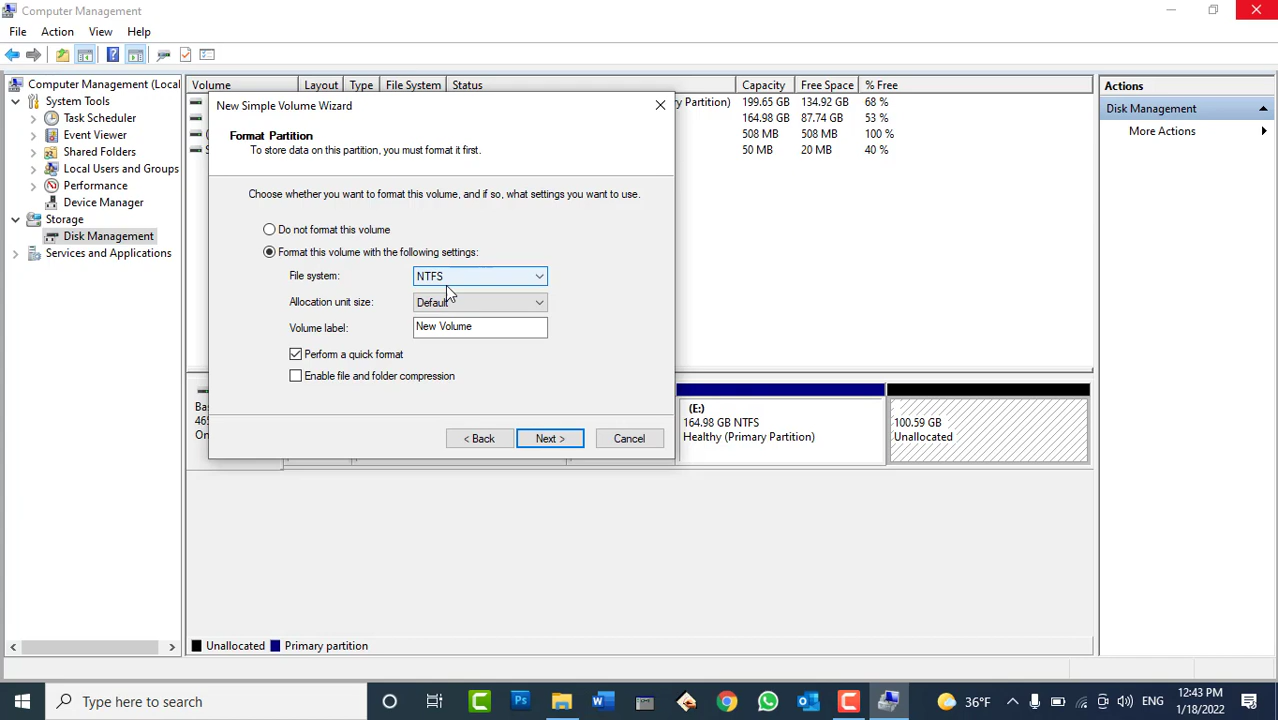 Computer Management
File Action View Help
Computer Management (Local
System Tools
Task Scheduler
Event Viewer
Shared Folders
Local Users and Groups
Performance
Device Manager
Storage
Disk Management
Services and Applications
Volume Layout Type File System Status Capacity Free Space % Free
ry Partition) 199.65 GB 134.92 GB 68 %
164.98 GB 87.74 GB 53 %
508 MB 508 MB 100 %
50 MB 20 MB 40 %
New Simple Volume Wizard
Format Partition
To store data on this partition, you must format it first.
Choose whether you want to format this volume, and if so, what settings you want to use.
Do not format this volume
Format this volume with the following settings:
File system: NTFS
Allocation unit size: Default
Volume label: New Volume
Perform a quick format
Enable file and folder compression
< Back Next > Cancel
Bas
465
On
(E:)
164.98 GB NTFS
Healthy (Primary Partition)
100.59 GB
Unallocated
Unallocated Primary partition
Actions
Disk Management
More Actions
Type here to search
36°F
ENG
12:43 PM
1/18/2022